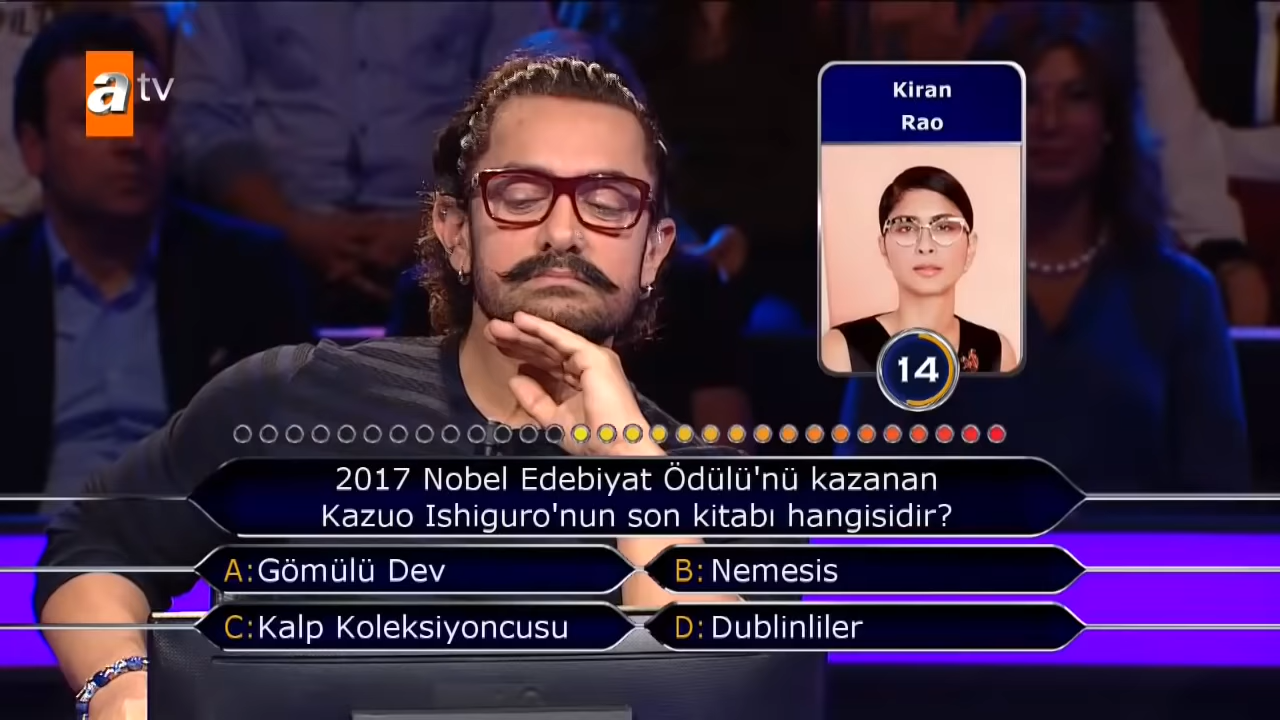 atv
Kiran
Rao
14
2017 Nobel Edebiyat Ödülü'nü kazanan
Kazuo Ishiguro'nun son kitabı hangisidir?
A: Gömülü Dev
B: Nemesis
C: Kalp Koleksiyoncusu
D: Dublinliler